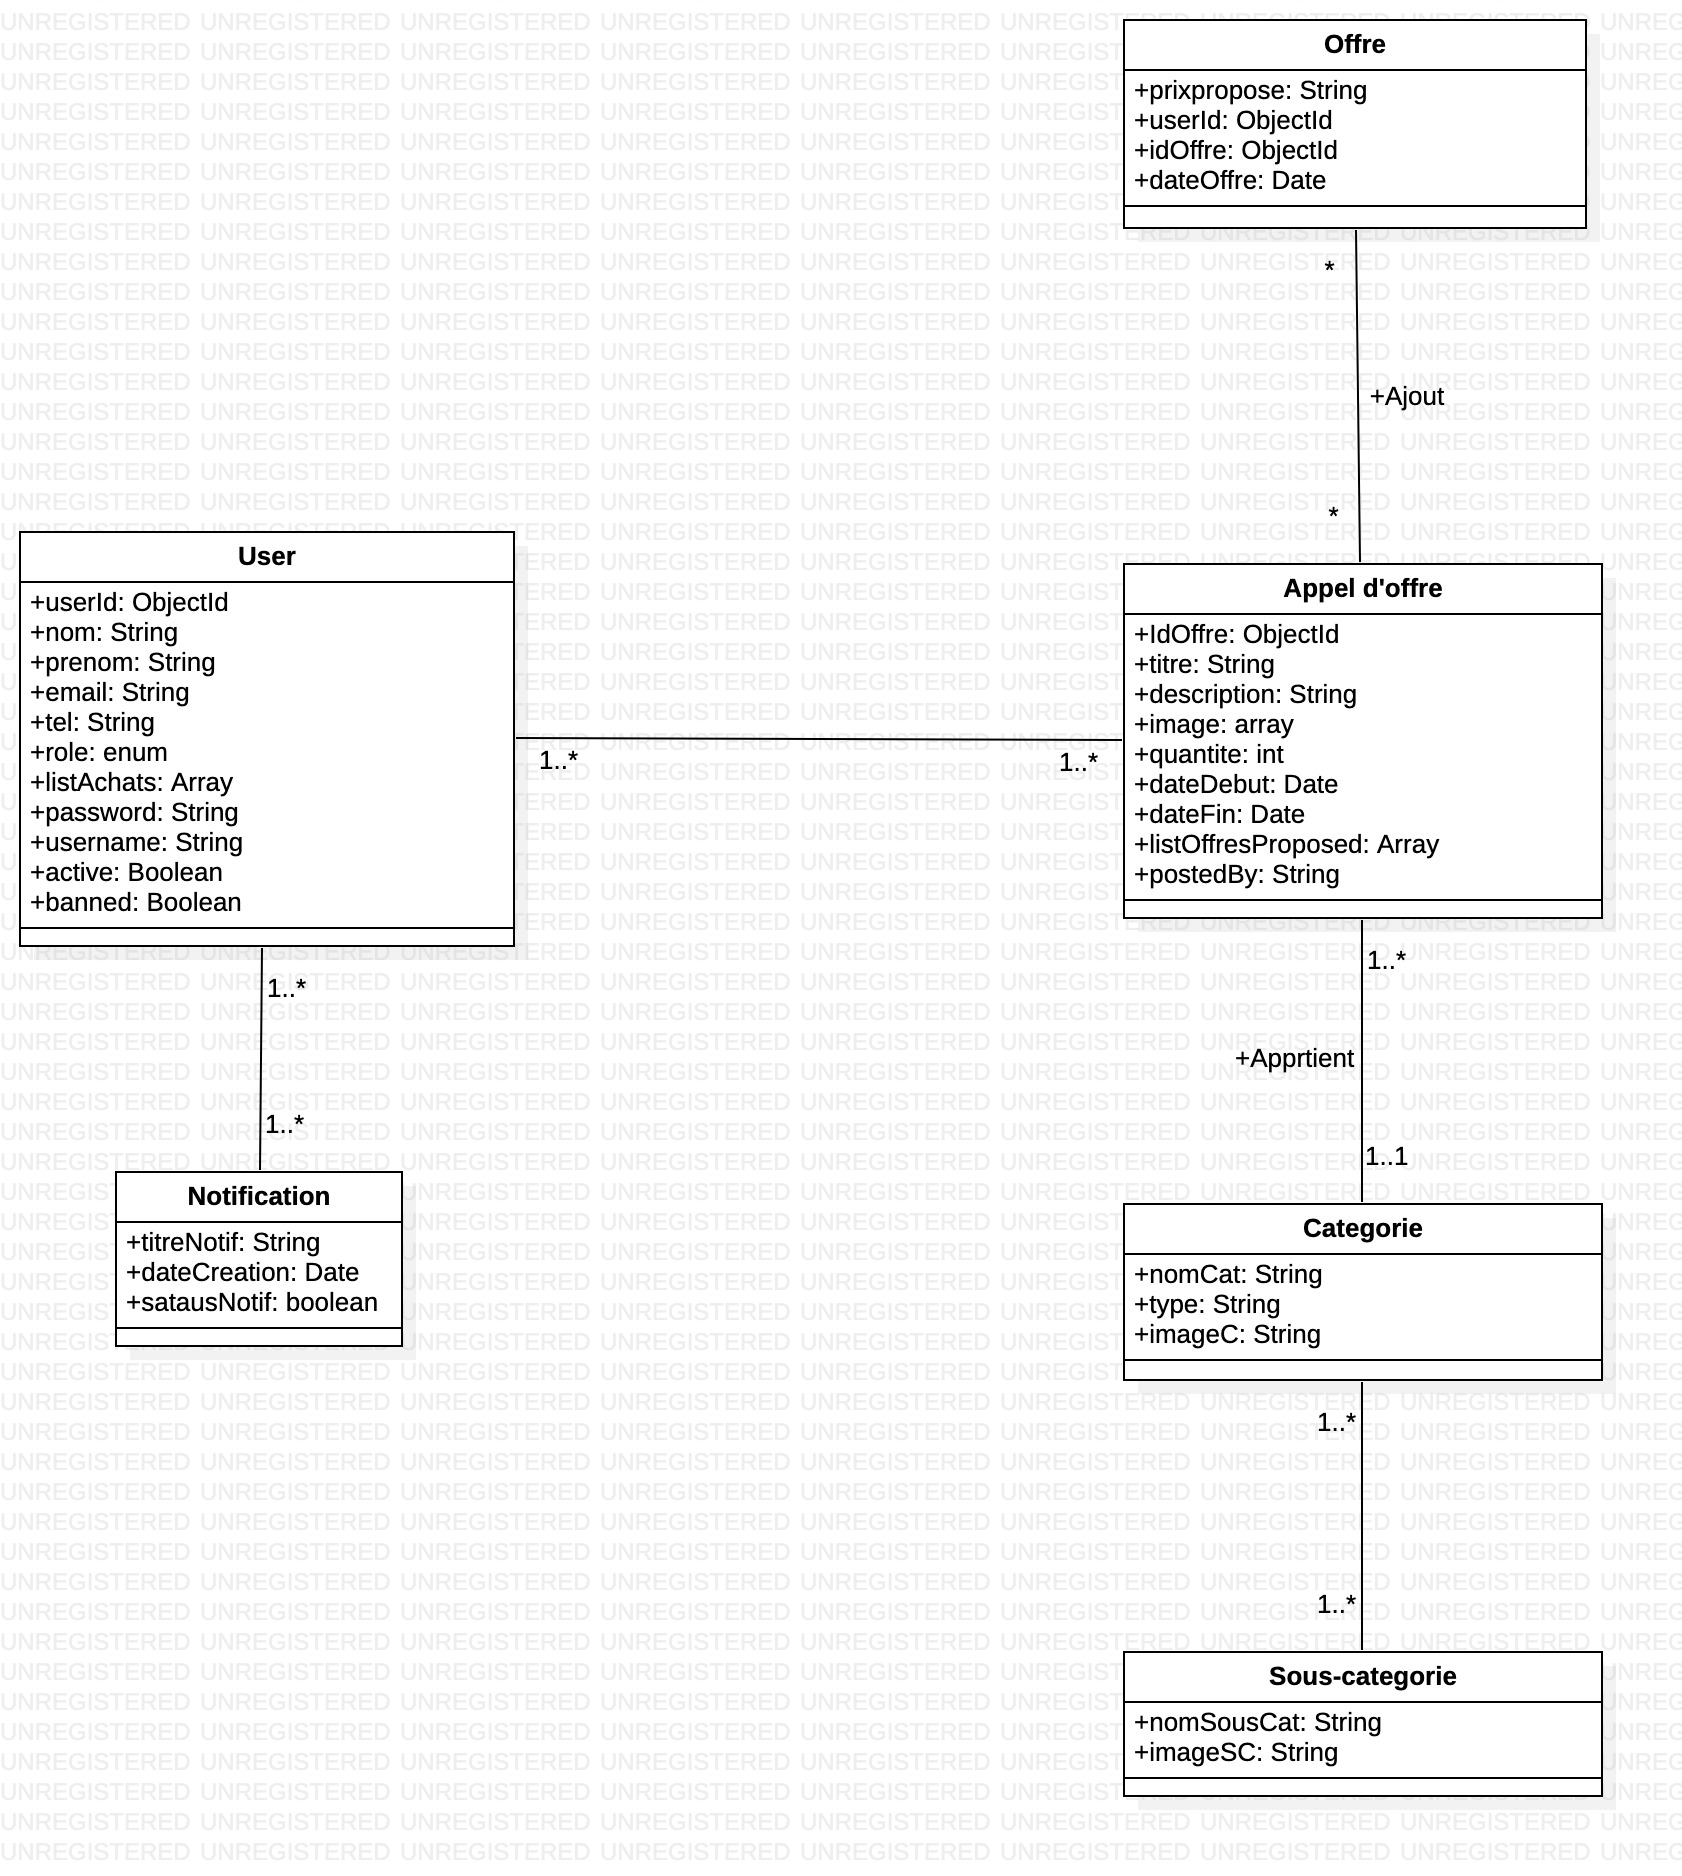 Offre
+prixpropose: String
+userId: ObjectId
+idOffre: ObjectId
+dateOffre: Date
*
+Ajout
*
User
+userId: ObjectId
+nom: String
+prenom: String
+email: String
+tel: String
+role: enum
+listAchats: Array
+password: String
+username: String
+active: Boolean
+banned: Boolean
1..*
1..*
Appel d'offre
+IdOffre: ObjectId
+titre: String
+description: String
+image: array
+quantite: int
+dateDebut: Date
+dateFin: Date
+listOffresProposed: Array
+postedBy: String
1..*
1..*
Notification
+titreNotif: String
+dateCreation: Date
+satausNotif: boolean
1..*
+Apprtient
1..1
Categorie
+nomCat: String
+type: String
+imageC: String
1..*
1..*
Sous-categorie
+nomSousCat: String
+imageSC: String
UNREGISTERED